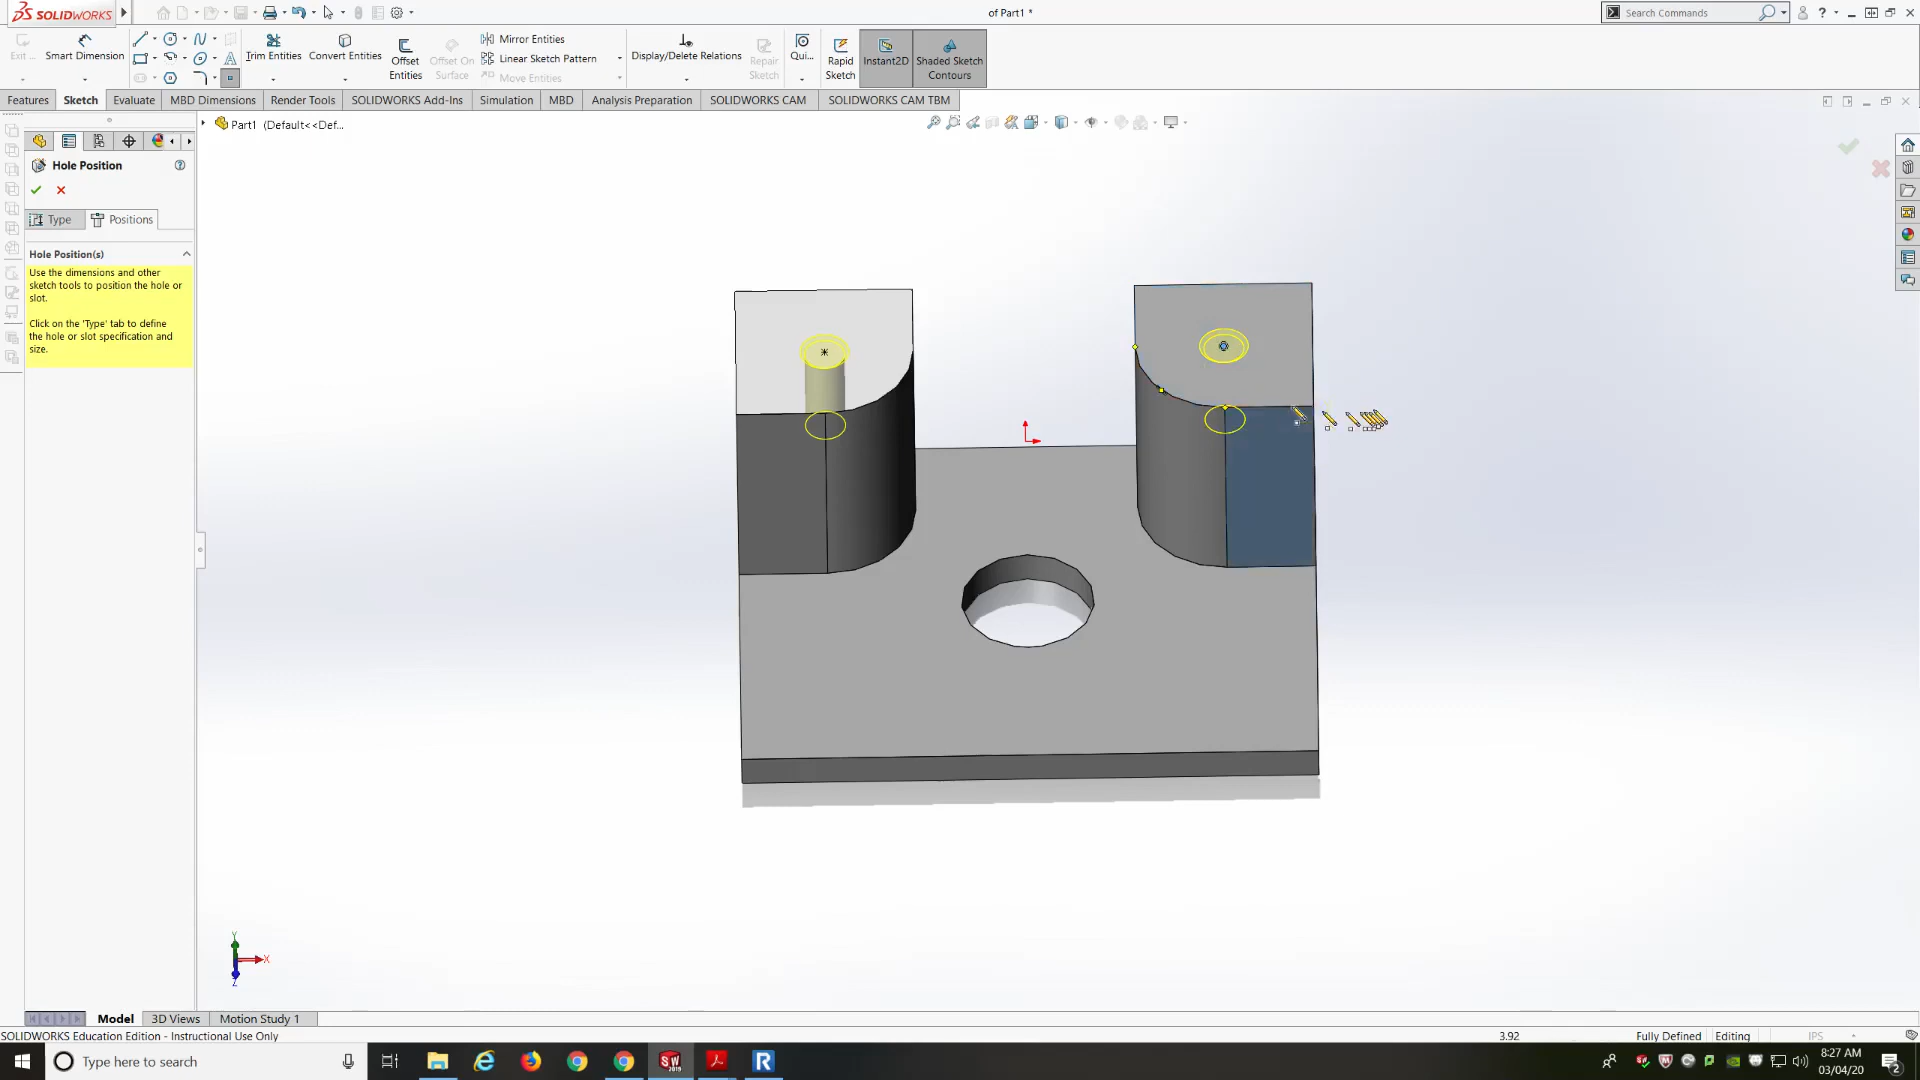 SOLIDWORKS
of Part1 *
Search Commands
Exit ...
Smart Dimension
Trim Entities
Convert Entities
Offset Entities
Offset On Surface
Mirror Entities
Linear Sketch Pattern
Move Entities
Display/Delete Relations
Repair Sketch
Qui...
Rapid Sketch
Instant2D
Shaded Sketch Contours
Features
Sketch
Evaluate
MBD Dimensions
Render Tools
SOLIDWORKS Add-Ins
Simulation
MBD
Analysis Preparation
SOLIDWORKS CAM
SOLIDWORKS CAM TBM
Part1 (Default<<Def...
Hole Position
Type
Positions
Hole Position(s)
Use the dimensions and other
sketch tools to position the hole or
slot.
Click on the 'Type' tab to define
the hole or slot specification and
size.
Y
X
Z
Model
3D Views
Motion Study 1
SOLIDWORKS Education Edition - Instructional Use Only
3.92
Fully Defined
Editing
IPS
Type here to search
SW
2019
R
8:27 AM
03/04/20
2